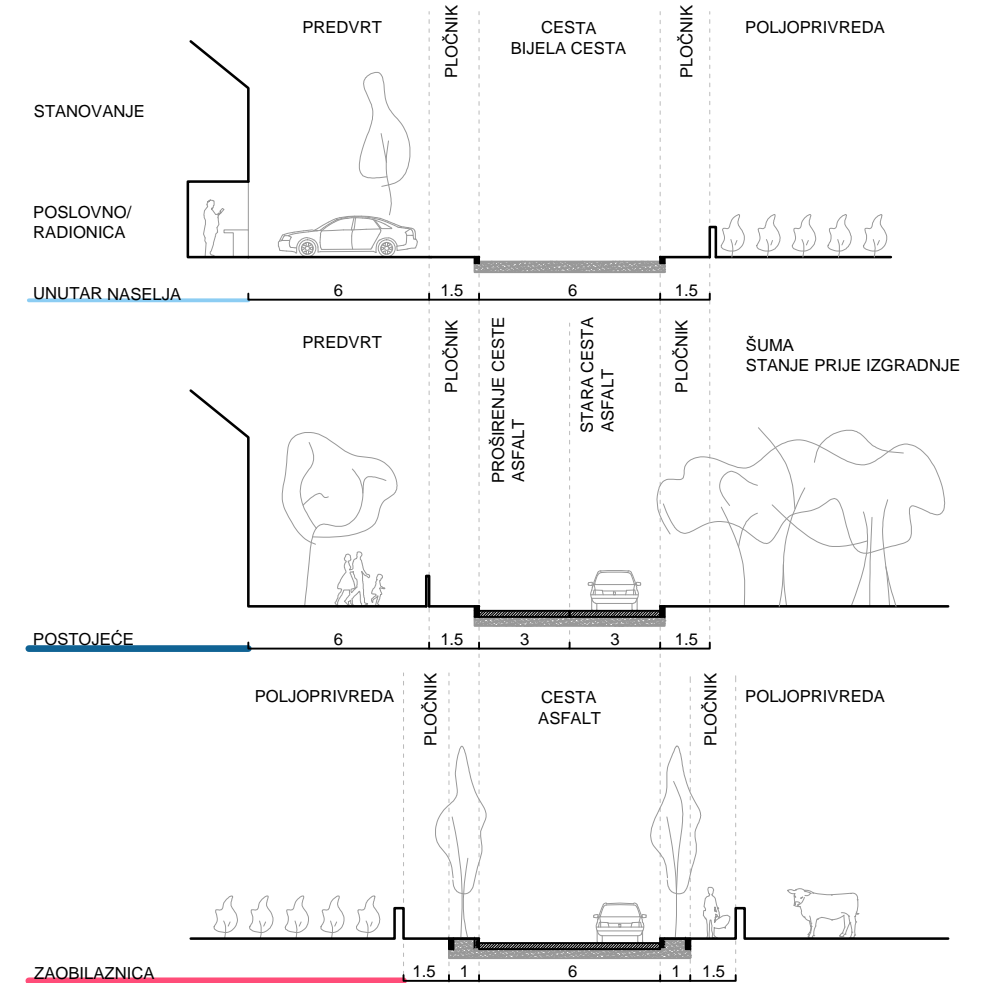 PREDVRT
PLOČNIK
CESTA
BIJELA CESTA
PLOČNIK
POLJOPRIVREDA
STANOVANJE
POSLOVNO/
RADIONICA
UNUTAR NASELJA
6
1.5
6
1.5
PREDVRT
PLOČNIK
PROŠIRENJE CESTE
ASFALT
STARA CESTA
ASFALT
PLOČNIK
ŠUMA
STANJE PRIJE IZGRADNJE
POSTOJEĆE
6
1.5
3
3
1.5
POLJOPRIVREDA
PLOČNIK
CESTA
ASFALT
PLOČNIK
POLJOPRIVREDA
ZAOBILAZNICA
1.5
1
6
1
1.5